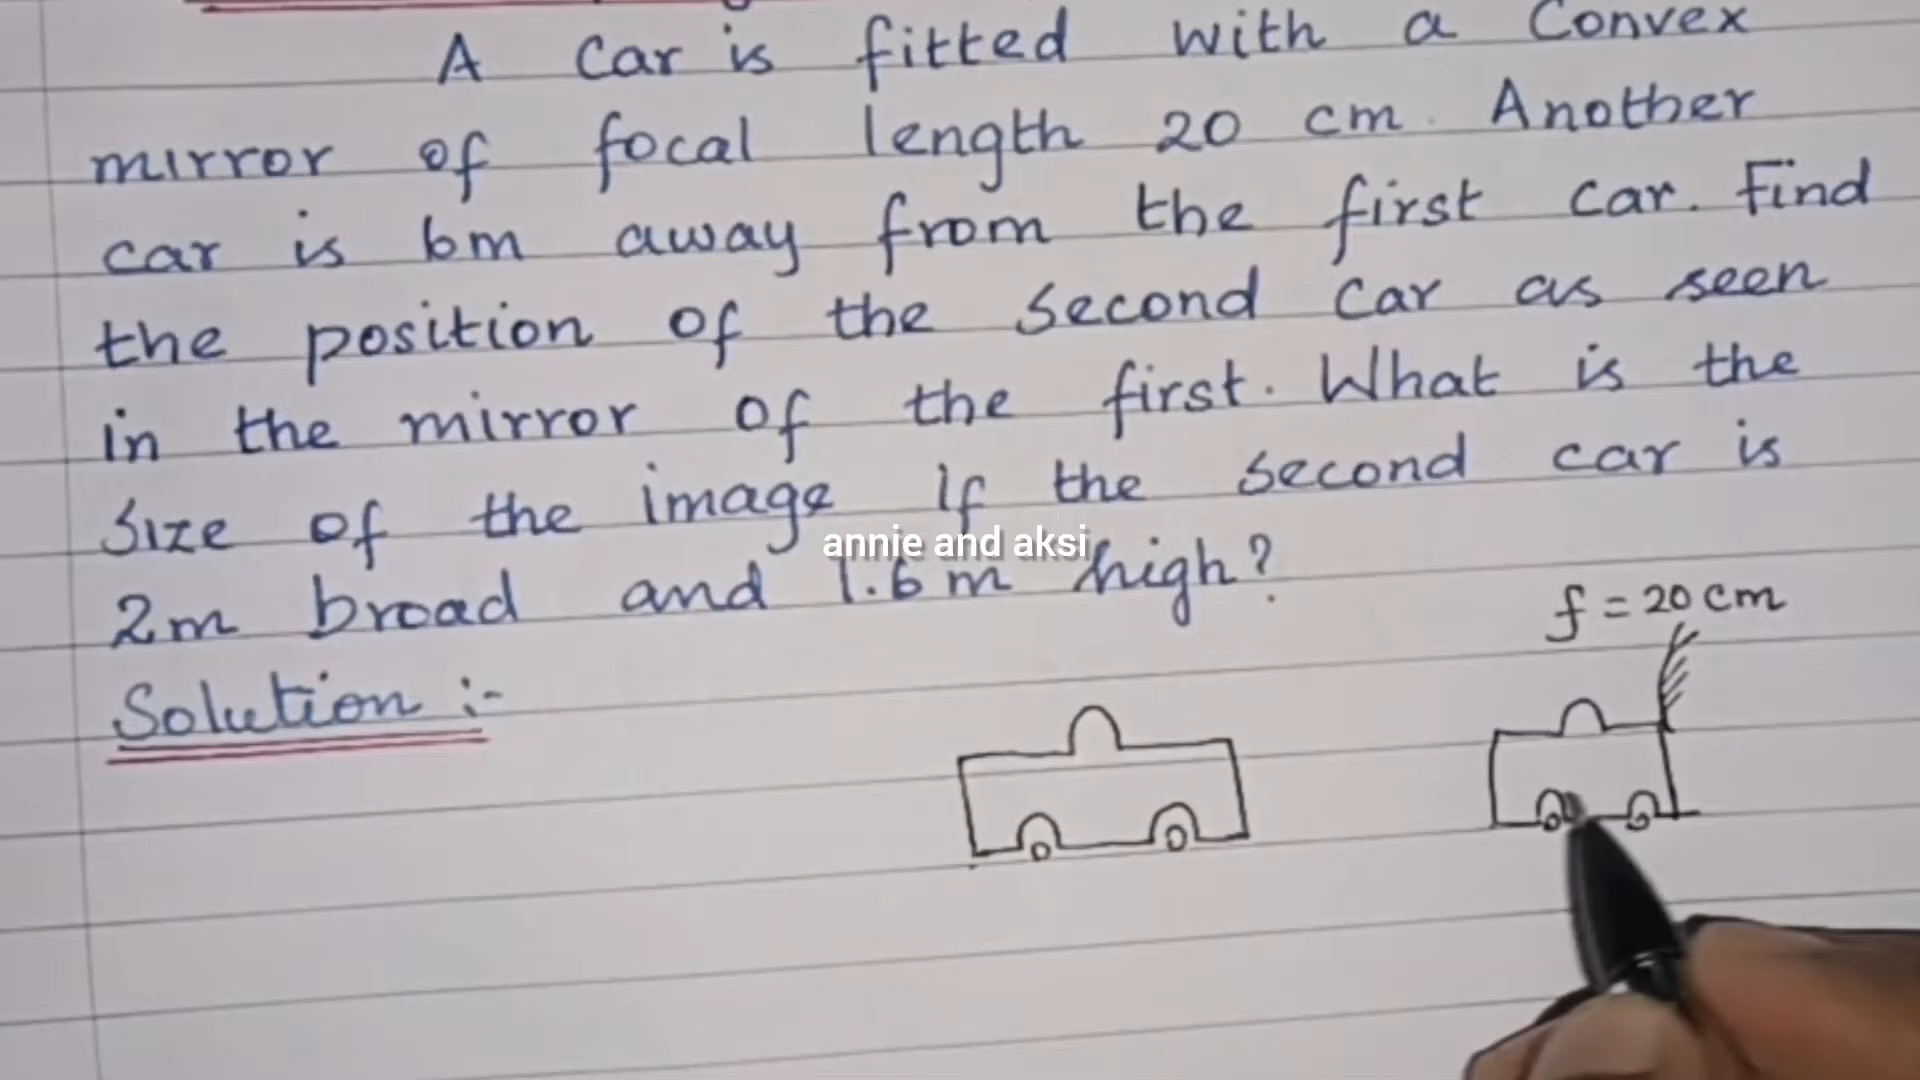 A Car is fitted with a Convex
mirror of focal length 20 cm. Another
car is 6m away from the first car. Find
the position of the second car as seen
in the mirror of the first. What is the
size of the image if the second car is
annie and aksi
2m broad and 1.6m high?
f = 20 cm
Solution :-